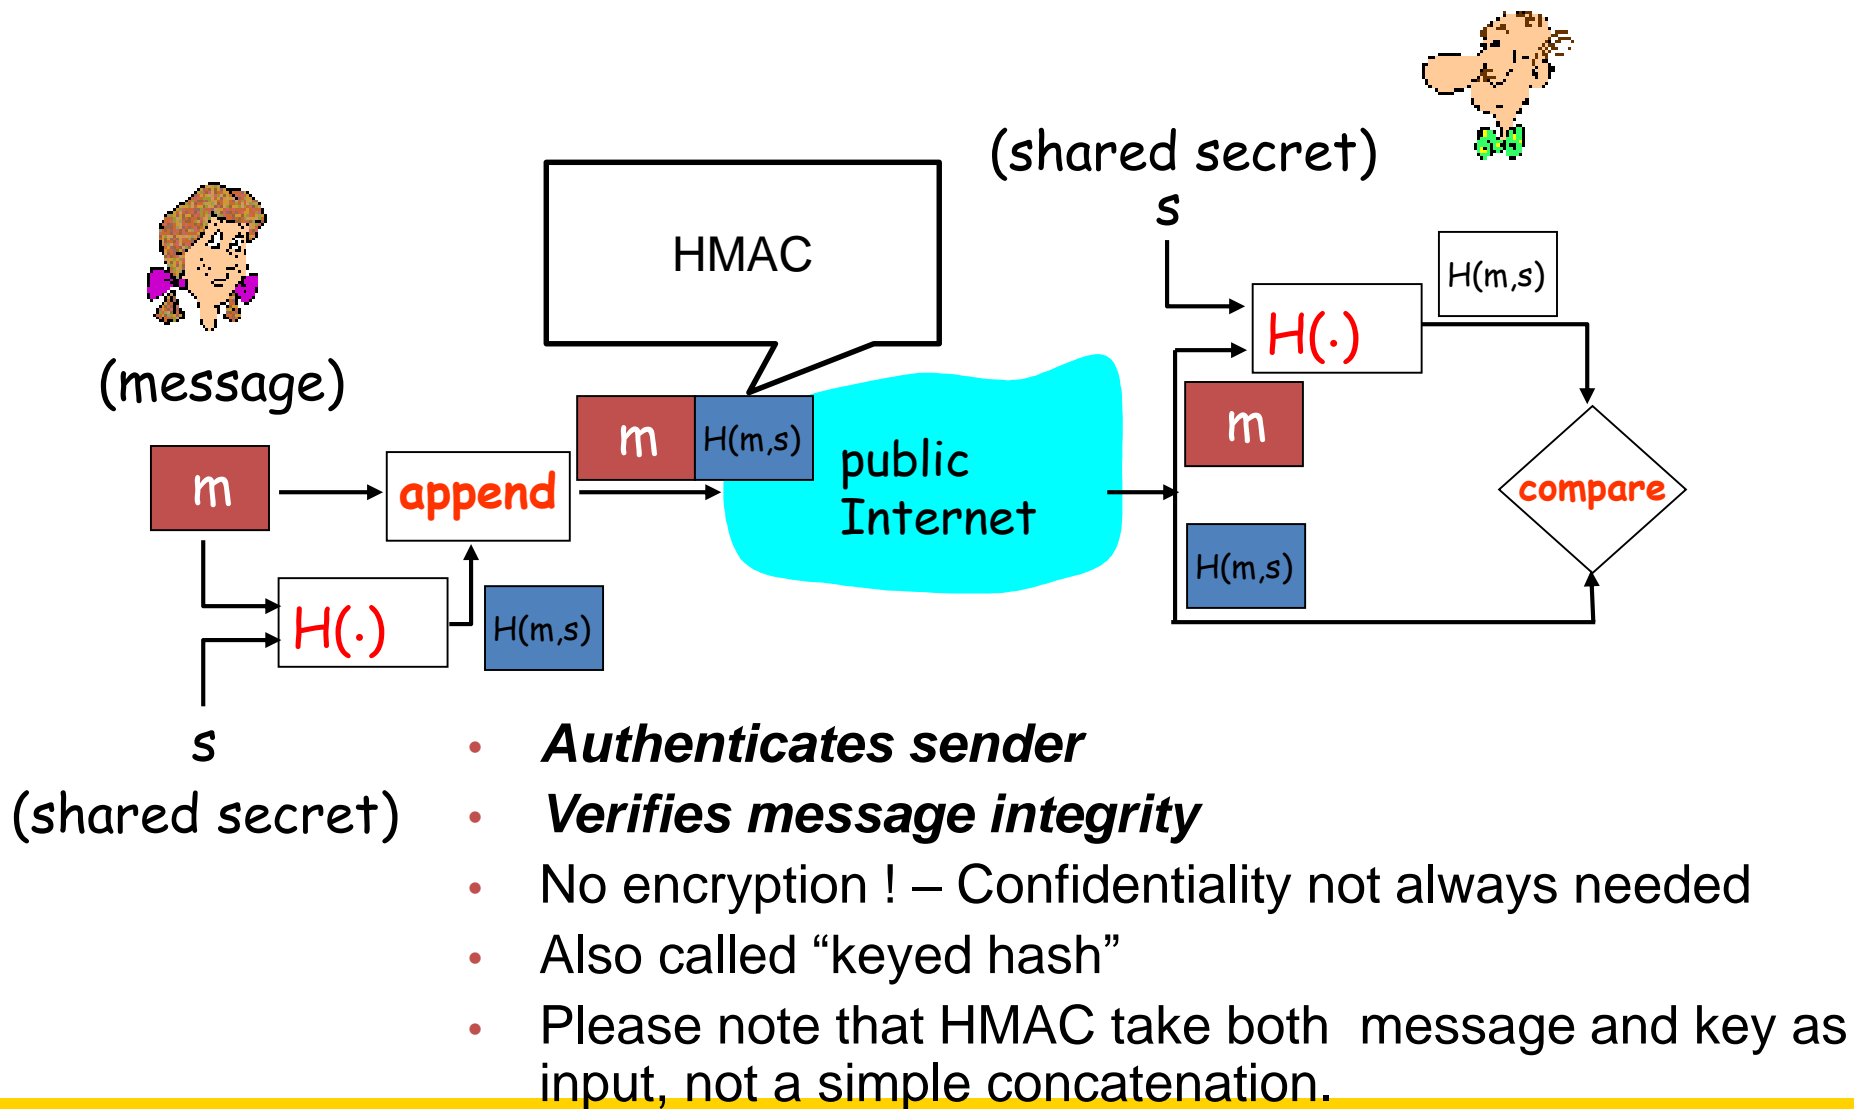 (shared secret)
s
HMAC
H(m,s)
H(.)
(message)
m
H(m,s)
m
m
append
public
Internet
compare
H(m,s)
H(.)
H(m,s)
s
(shared secret)
• Authenticates sender
• Verifies message integrity
• No encryption ! – Confidentiality not always needed
• Also called “keyed hash”
• Please note that HMAC take both message and key as
input, not a simple concatenation.